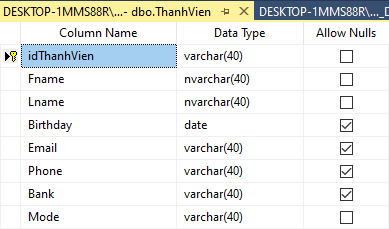 DESKTOP-1MMS88R\...- dbo.ThanhVien DESKTOP-1MMS88R\..._D
Column Name Data Type Allow Nulls
idThanhVien varchar(40)
Fname nvarchar(40)
Lname nvarchar(40)
Birthday date
Email varchar(40)
Phone varchar(40)
Bank varchar(40)
Mode varchar(40)